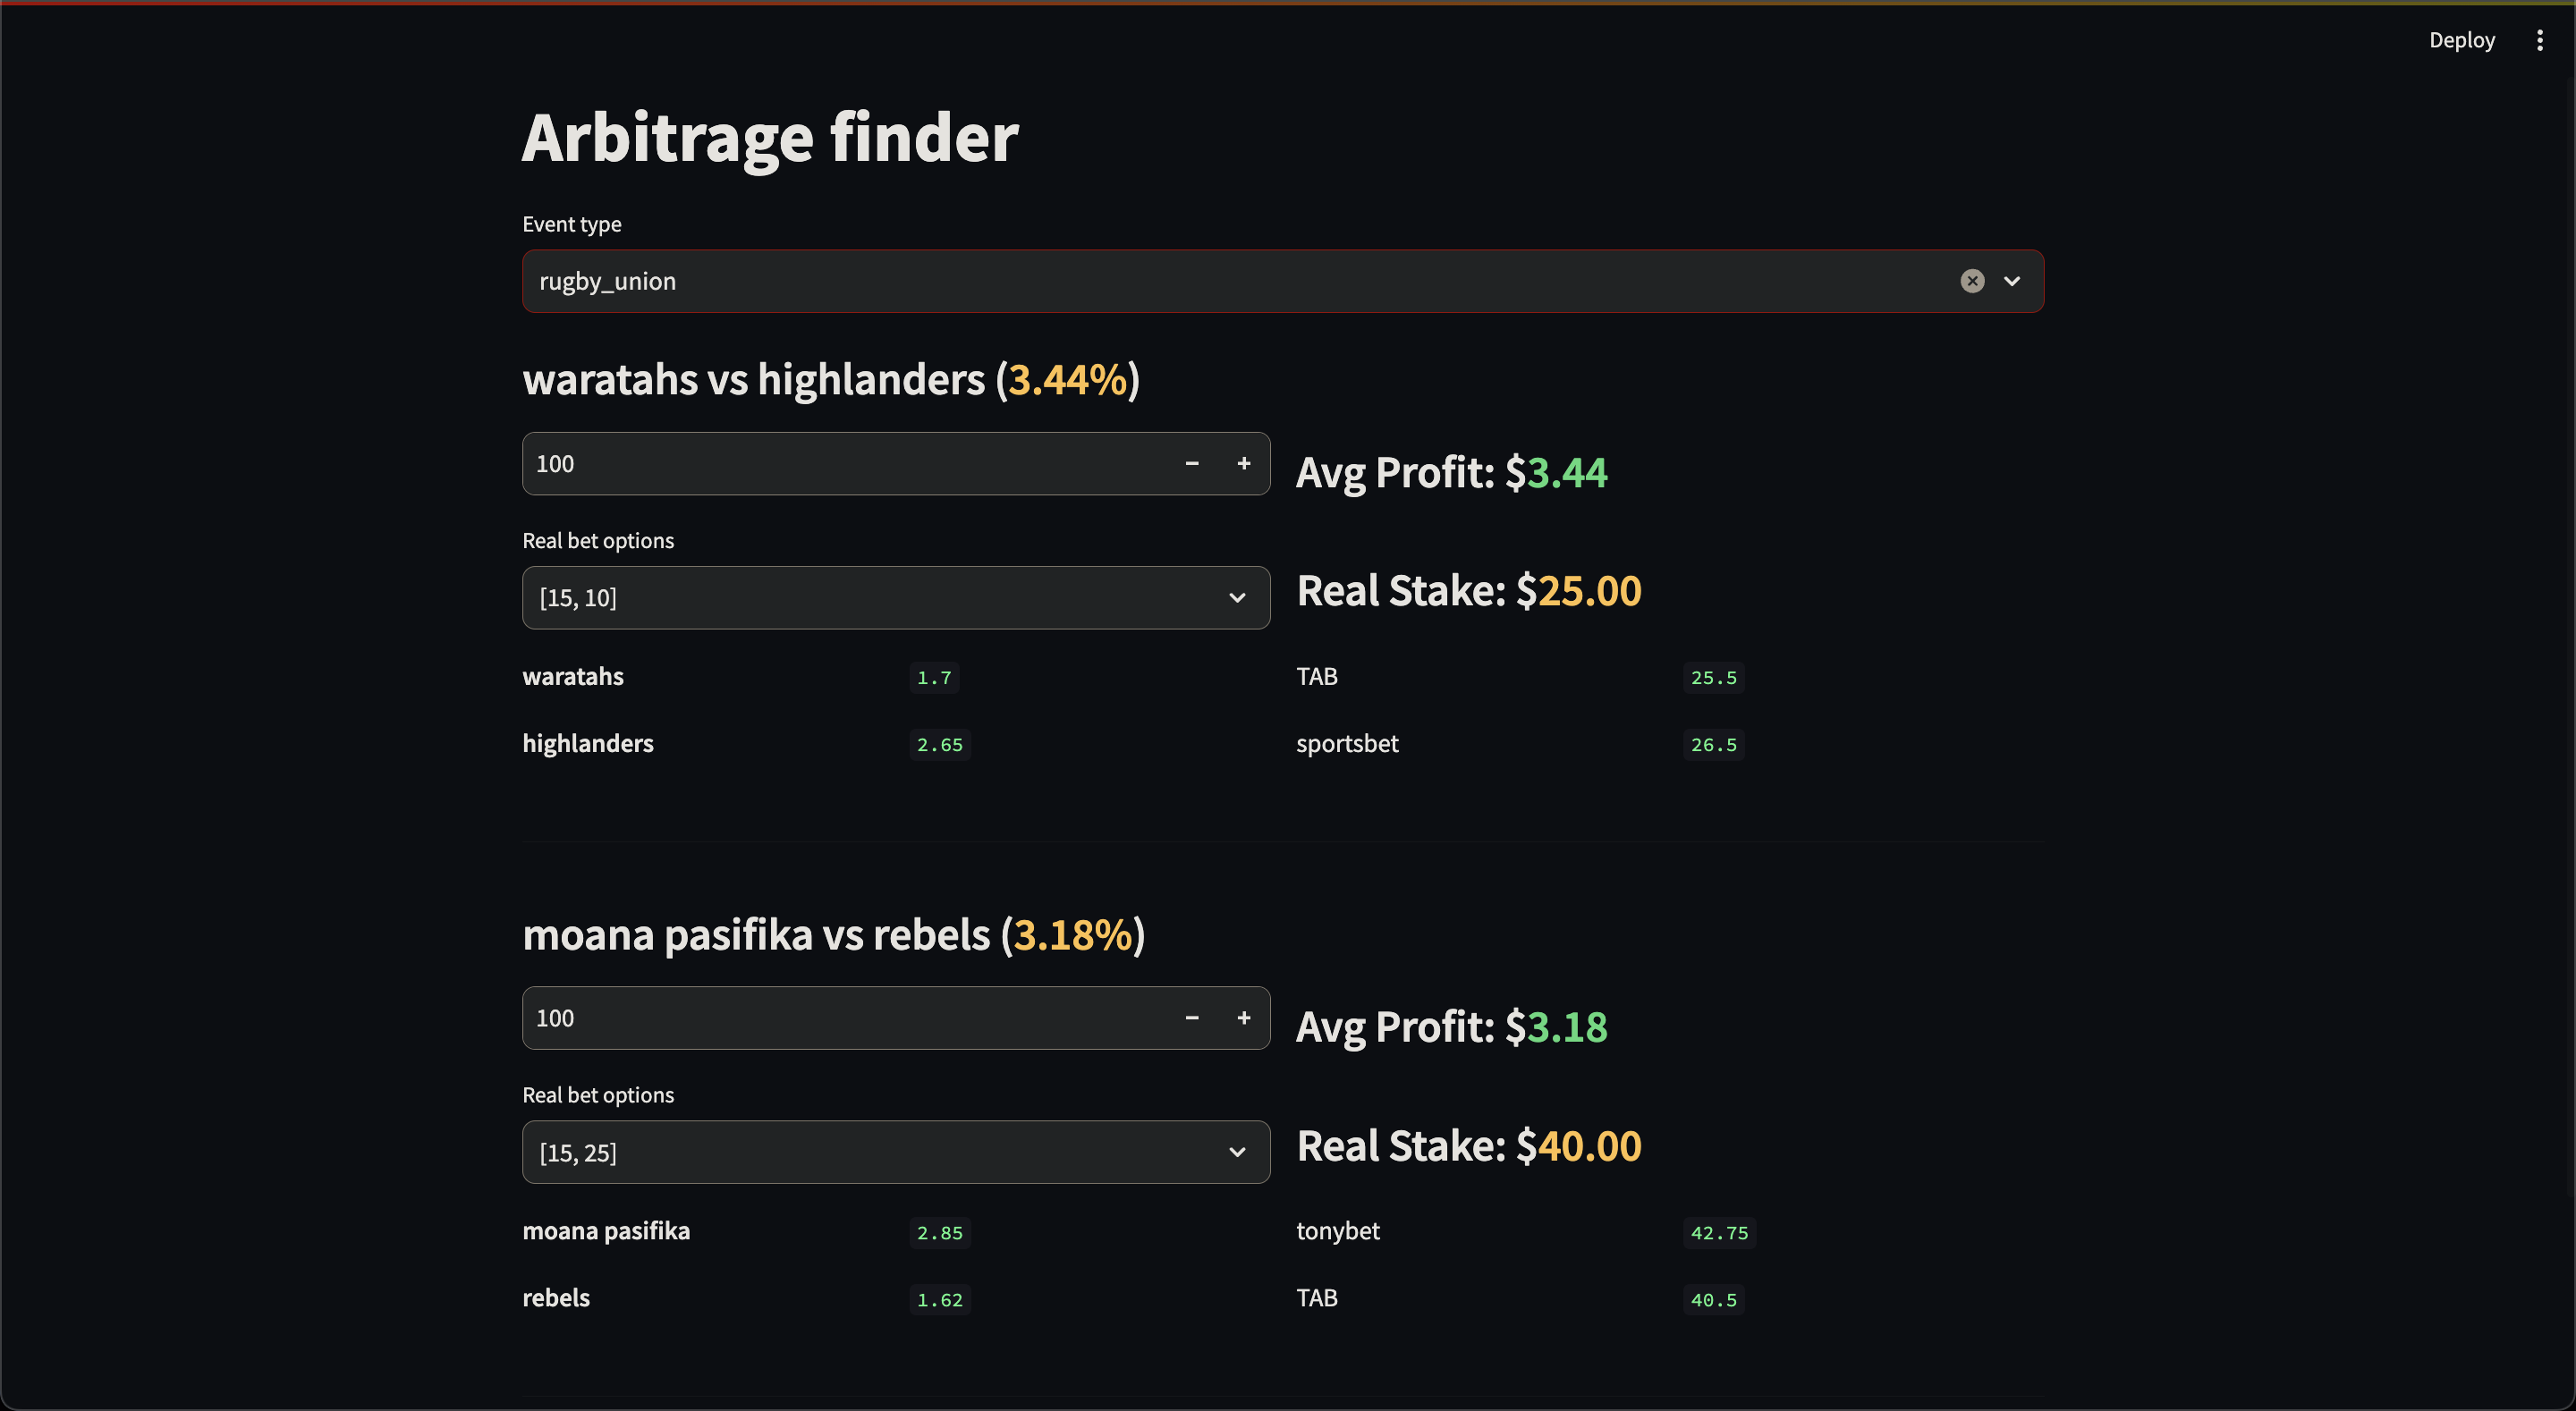 Deploy
Arbitrage finder
Event type
rugby_union
waratahs vs highlanders (3.44%)
100 − + Avg Profit: $3.44
Real bet options
[15, 10] Real Stake: $25.00
waratahs 1.7 TAB 25.5
highlanders 2.65 sportsbet 26.5
moana pasifika vs rebels (3.18%)
100 − + Avg Profit: $3.18
Real bet options
[15, 25] Real Stake: $40.00
moana pasifika 2.85 tonybet 42.75
rebels 1.62 TAB 40.5